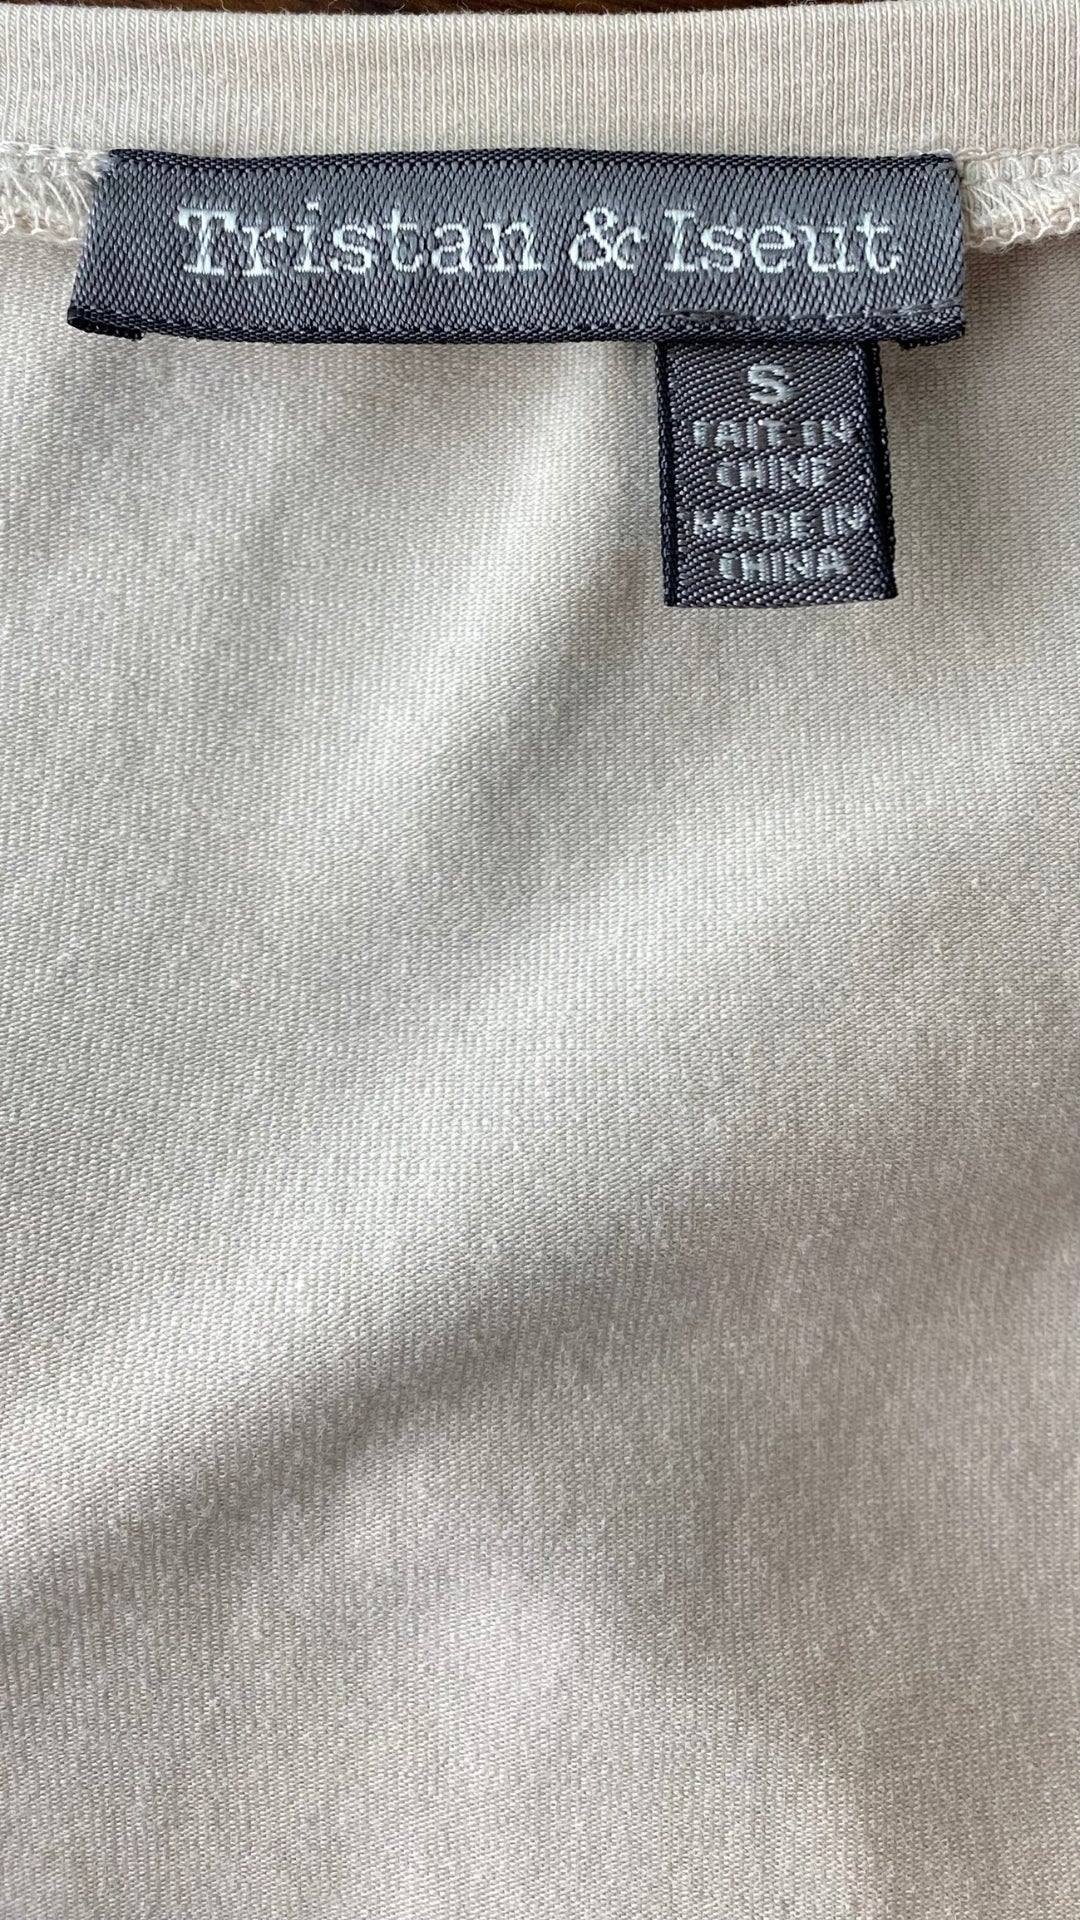 Tristan & Iseut
S
FAIT EN
CHINE
MADE IN
CHINA